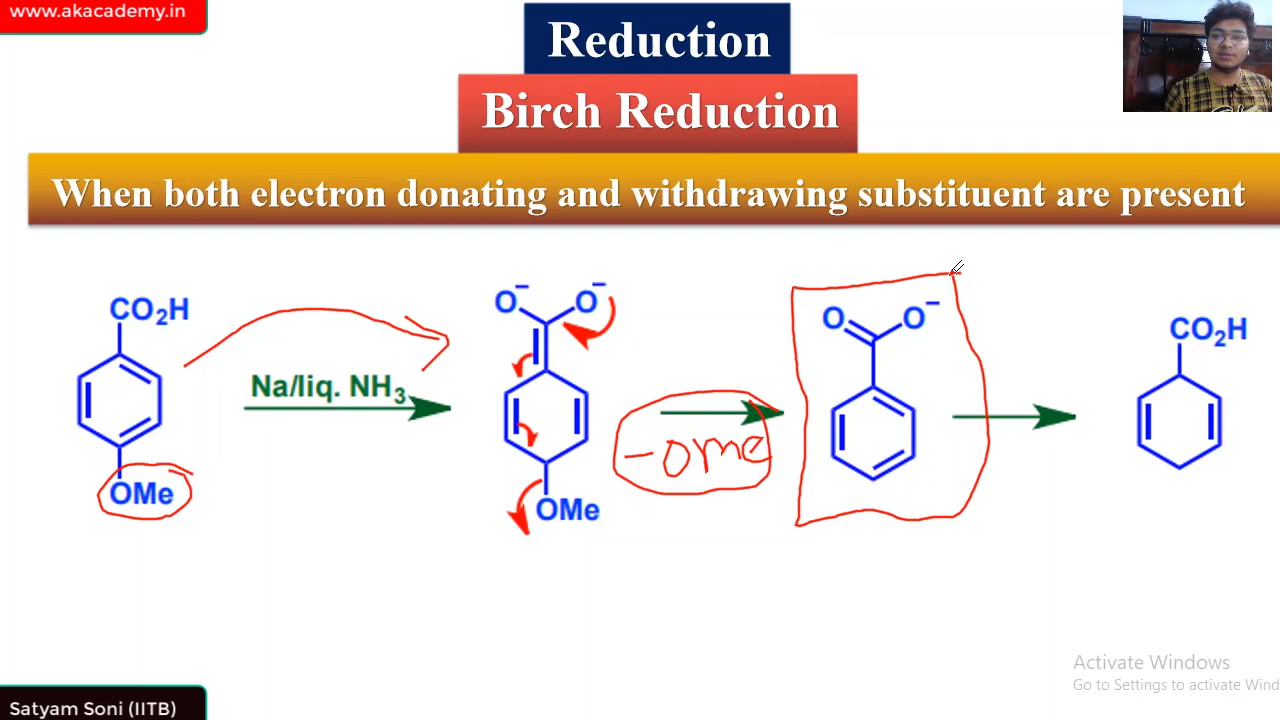 www.akacademy.in
Reduction
Birch Reduction
When both electron donating and withdrawing substituent are present
CO₂H
OMe
Na/liq. NH₃
O⁻ O⁻
OMe
-OMe
O O⁻
CO₂H
Activate Windows
Go to Settings to activate Wind
Satyam Soni (IITB)